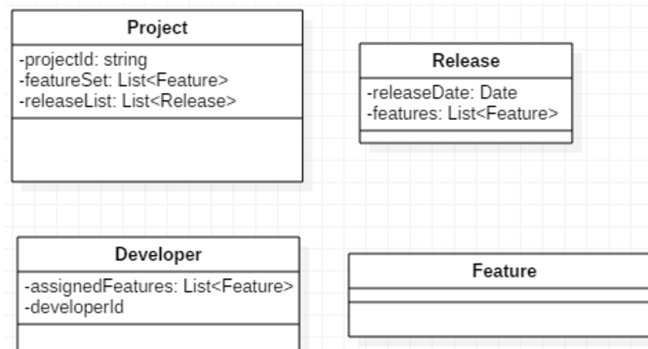 Project
-projectId: string
-featureSet: List<Feature>
-releaseList: List<Release>
Release
-releaseDate: Date
-features: List<Feature>
Developer
-assignedFeatures: List<Feature>
-developerId
Feature